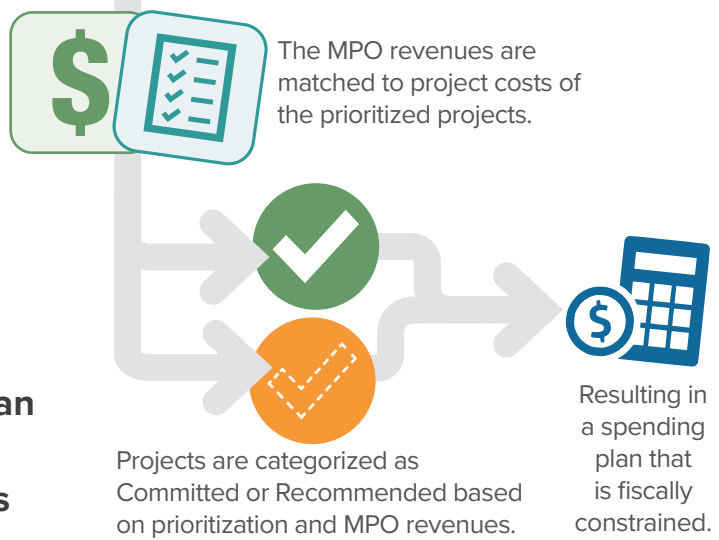 $
The MPO revenues are
matched to project costs of
the prioritized projects.
$
Resulting in
a spending
plan that
is fiscally
constrained.
Projects are categorized as
Committed or Recommended based
on prioritization and MPO revenues.